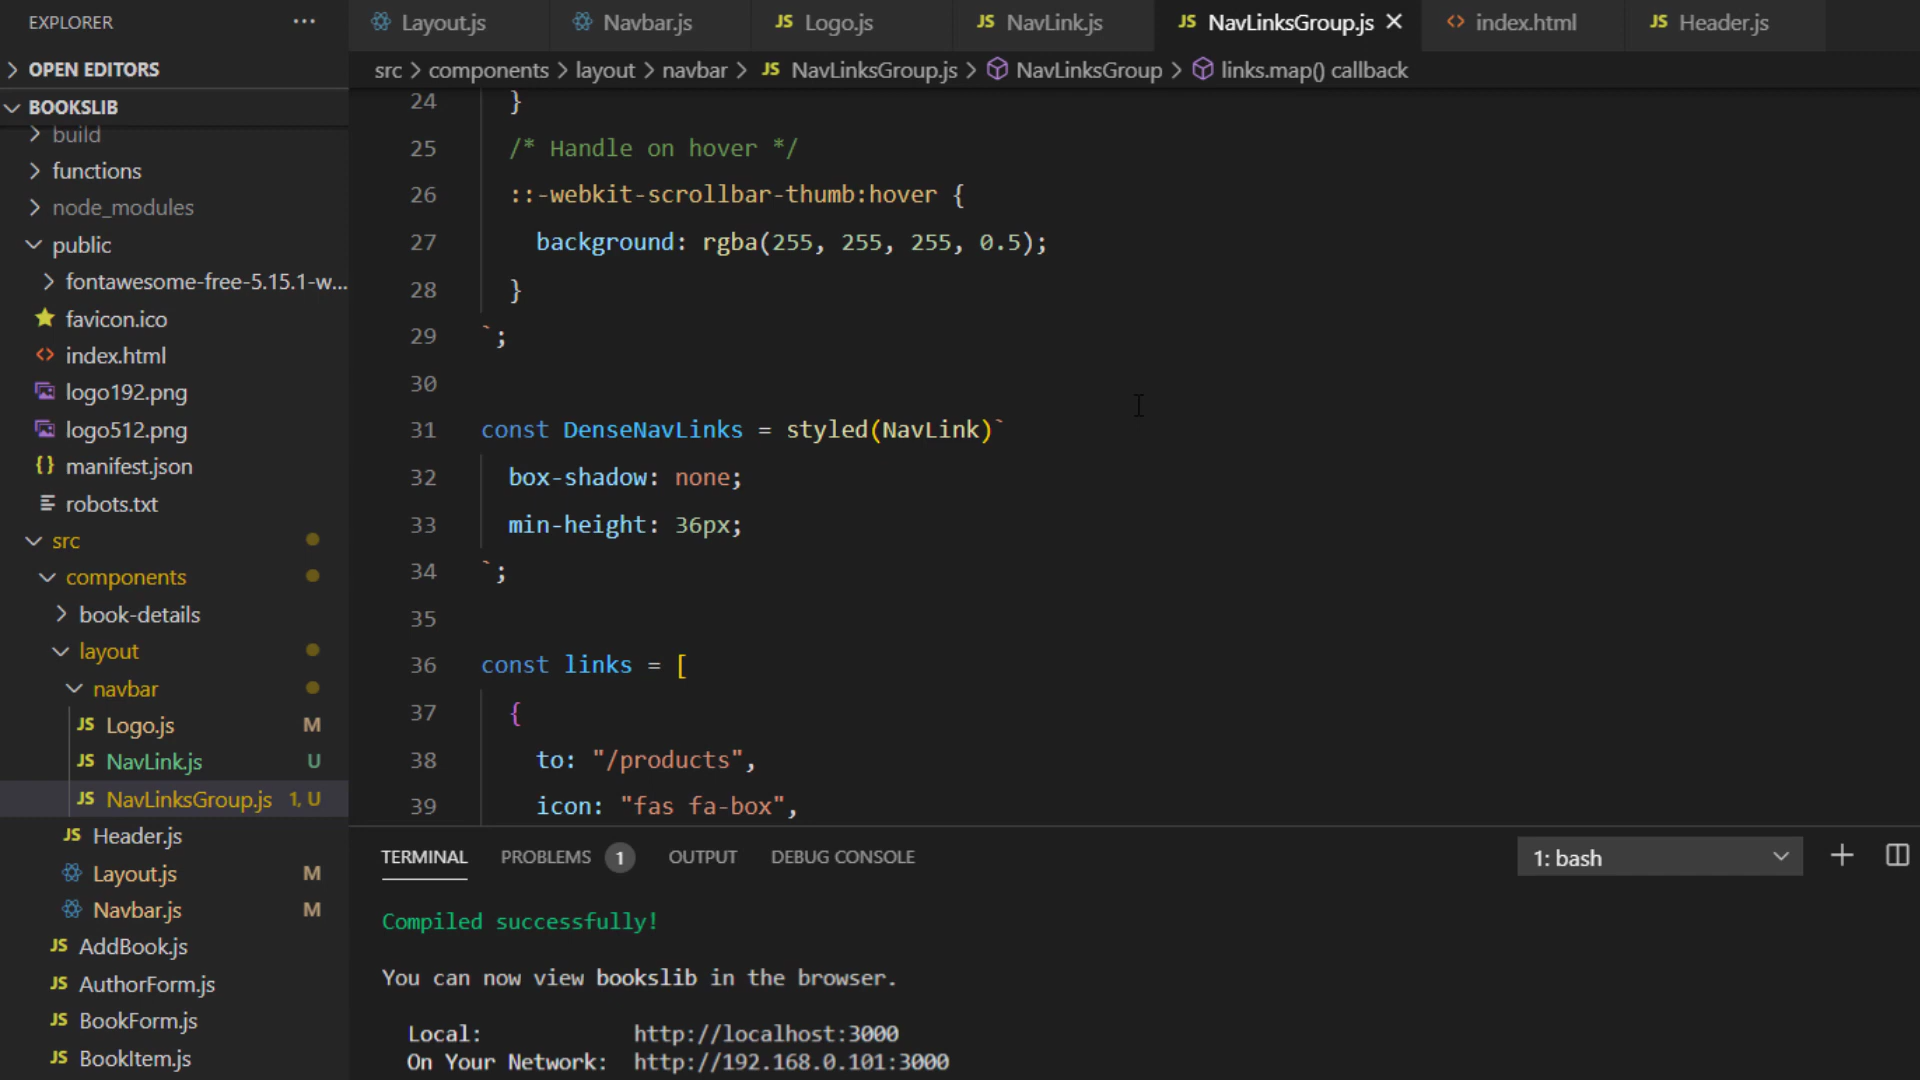 EXPLORER
OPEN EDITORS
BOOKSLIB
build
functions
node_modules
public
fontawesome-free-5.15.1-w...
favicon.ico
index.html
logo192.png
logo512.png
manifest.json
robots.txt
src
components
book-details
layout
navbar
JS Logo.js M
JS NavLink.js U
JS NavLinksGroup.js 1, U
JS Header.js
Layout.js M
Navbar.js M
JS AddBook.js
JS AuthorForm.js
JS BookForm.js
JS BookItem.js
Layout.js Navbar.js JS Logo.js JS NavLink.js JS NavLinksGroup.js index.html JS Header.js
src > components > layout > navbar > JS NavLinksGroup.js > NavLinksGroup > links.map() callback
24 }
25 /* Handle on hover */
26 ::-webkit-scrollbar-thumb:hover {
27 background: rgba(255, 255, 255, 0.5);
28 }
29 `;
30
31 const DenseNavLinks = styled(NavLink)`
32 box-shadow: none;
33 min-height: 36px;
34 `;
35
36 const links = [
37 {
38 to: "/products",
39 icon: "fas fa-box",
TERMINAL PROBLEMS 1 OUTPUT DEBUG CONSOLE 1: bash
Compiled successfully!
You can now view bookslib in the browser.
Local: http://localhost:3000
On Your Network: http://192.168.0.101:3000